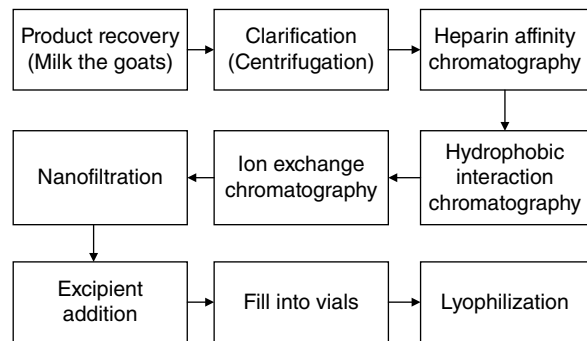 Product recovery
(Milk the goats)
Clarification
(Centrifugation)
Heparin affinity
chromatography
Hydrophobic
interaction
chromatography
Ion exchange
chromatography
Nanofiltration
Excipient
addition
Fill into vials
Lyophilization